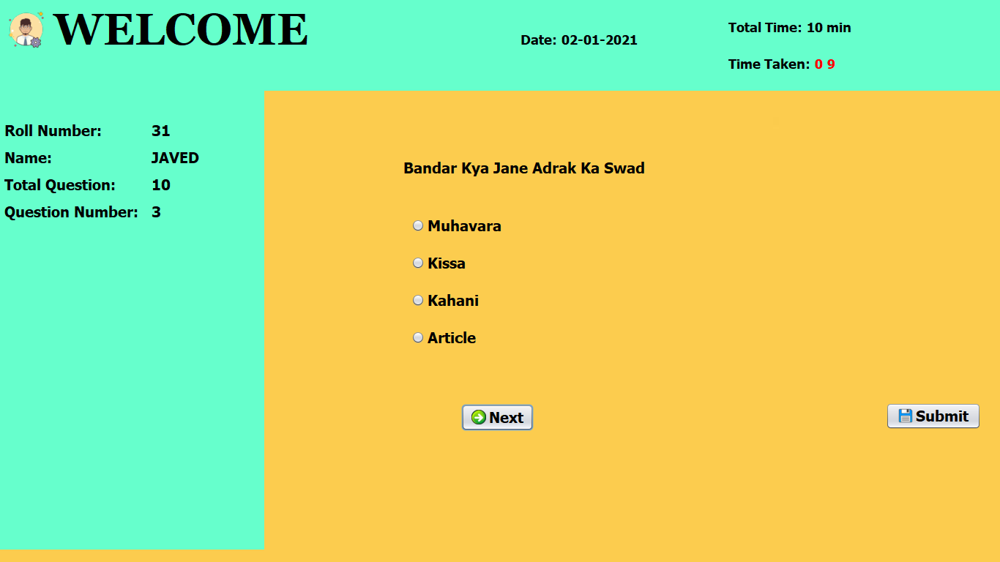 WELCOME
Date: 02-01-2021
Total Time: 10 min
Time Taken: 0 9
Roll Number: 31
Name: JAVED
Total Question: 10
Question Number: 3
Bandar Kya Jane Adrak Ka Swad
Muhavara
Kissa
Kahani
Article
Next
Submit